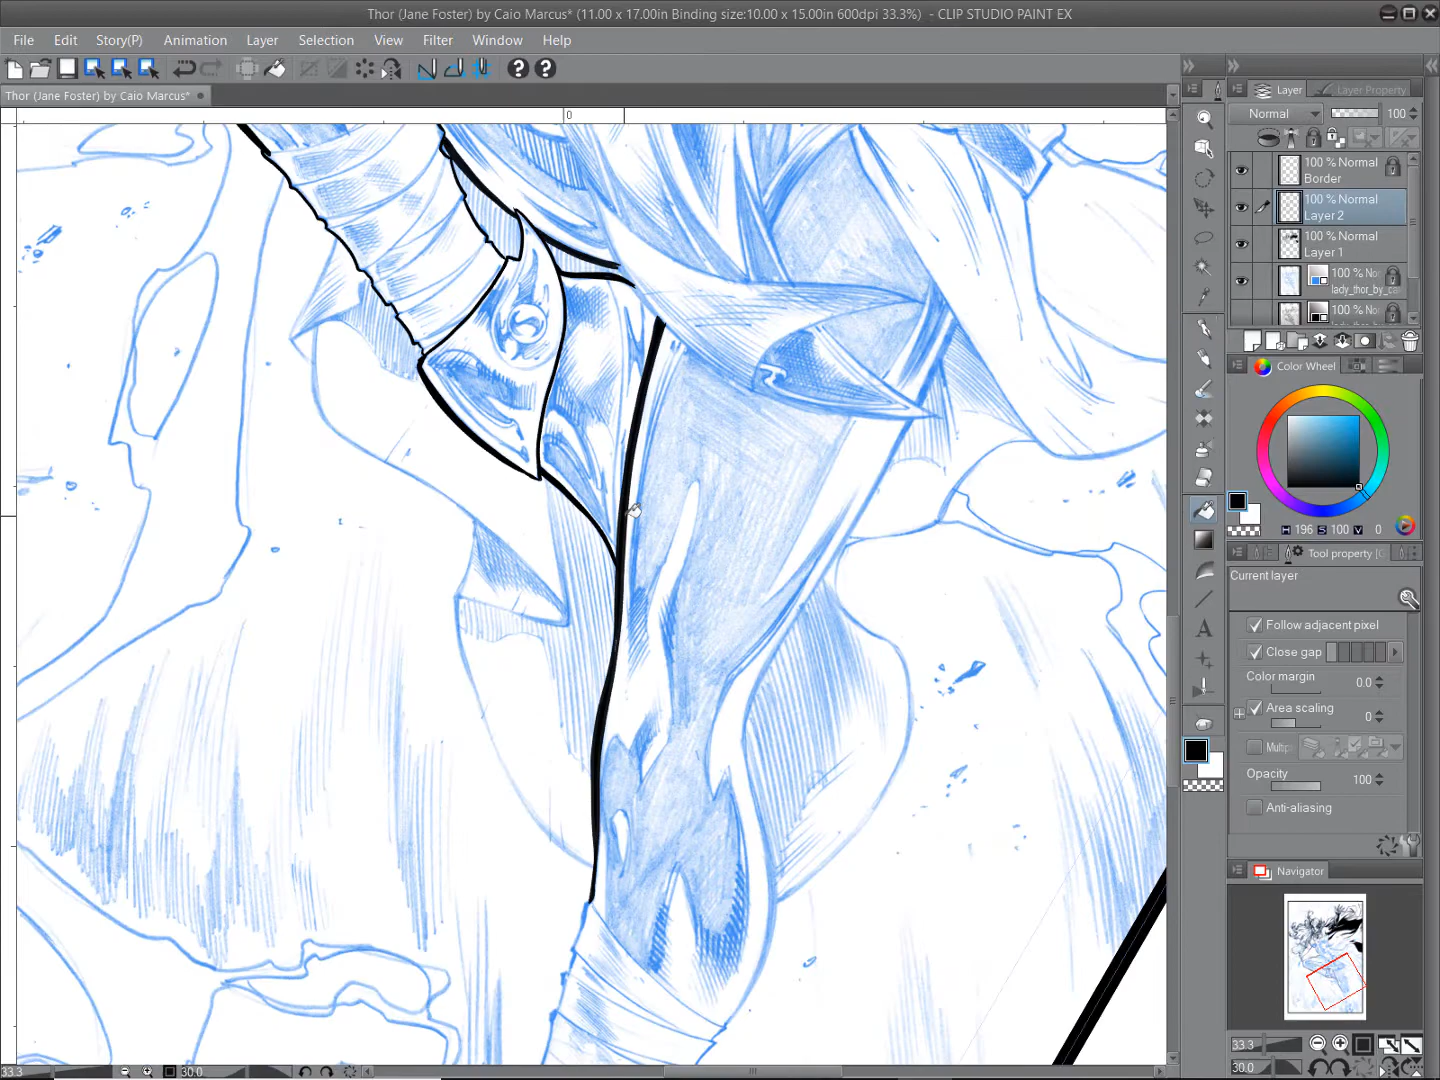 Thor (Jane Foster) by Caio Marcus* (11.00 x 17.00in Binding size:10.00 x 15.00in 600dpi 33.3%) - CLIP STUDIO PAINT EX
File Edit Story(P) Animation Layer Selection View Filter Window Help
Thor (Jane Foster) by Caio Marcus*
0
Layer
Layer Property
Normal
100
100 % Normal
Border
100 % Normal
Layer 2
100 % Normal
Layer 1
100 % No
lady_thor_by_ca
100 % No
Color Wheel
H 196 S 100 V 0
Tool property [
Current layer
Follow adjacent pixel
Close gap
Color margin 0.0
Area scaling 0
Multip
Opacity 100
Anti-aliasing
Navigator
33.3
30.0
33.3
30.0